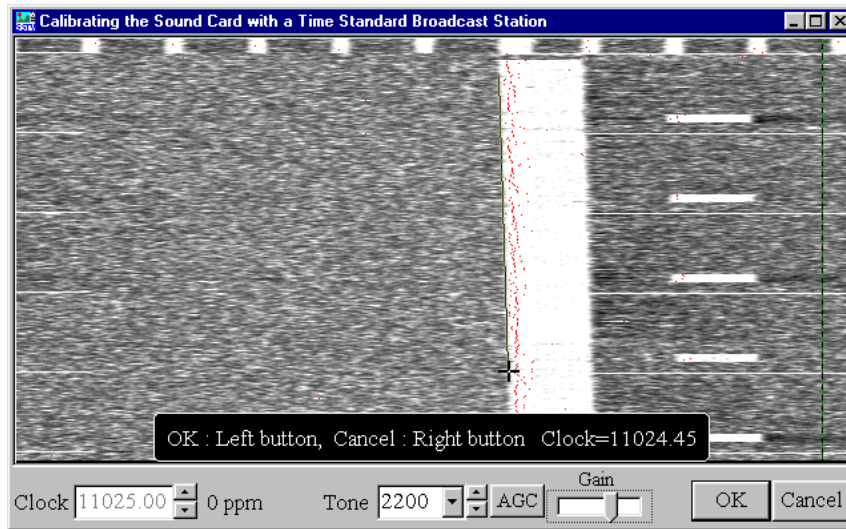 SSTV Calibrating the Sound Card with a Time Standard Broadcast Station
OK : Left button, Cancel : Right button Clock=11024.45
Gain
Clock 11025.00 0 ppm Tone 2200 AGC OK Cancel